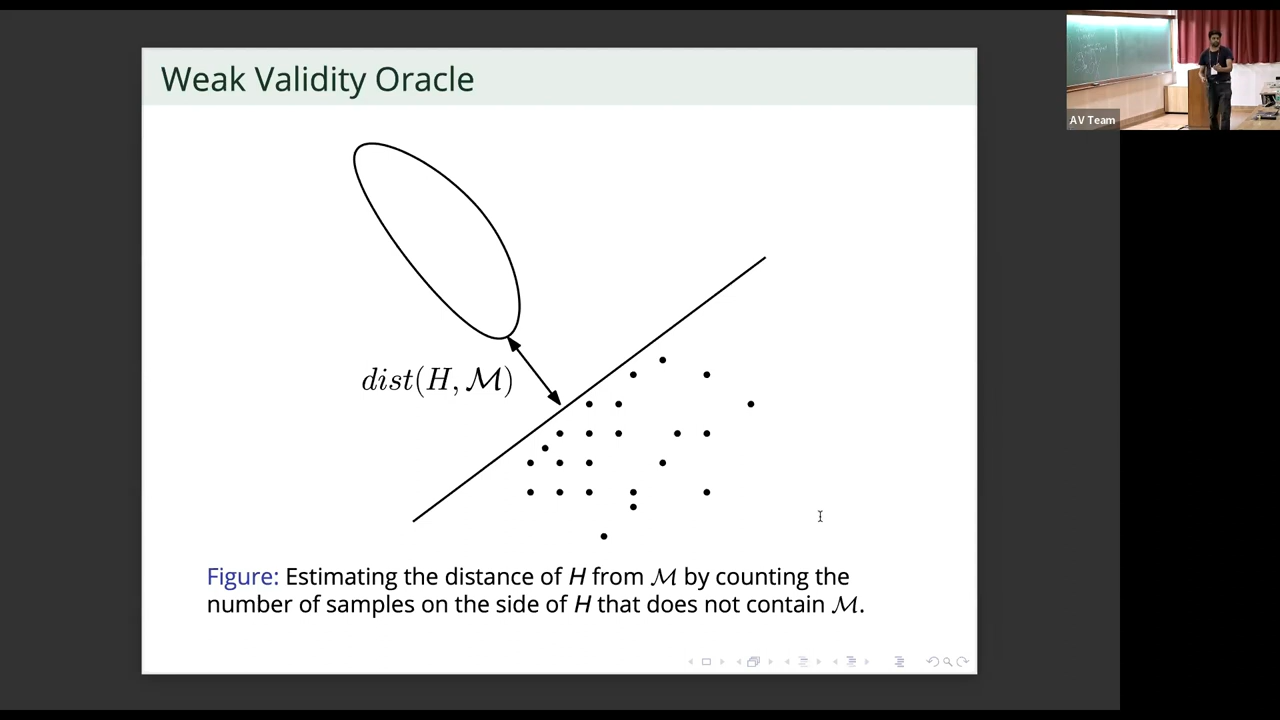 Weak Validity Oracle
AV Team
dist(H, ℳ)
Figure: Estimating the distance of H from ℳ by counting the
number of samples on the side of H that does not contain ℳ.